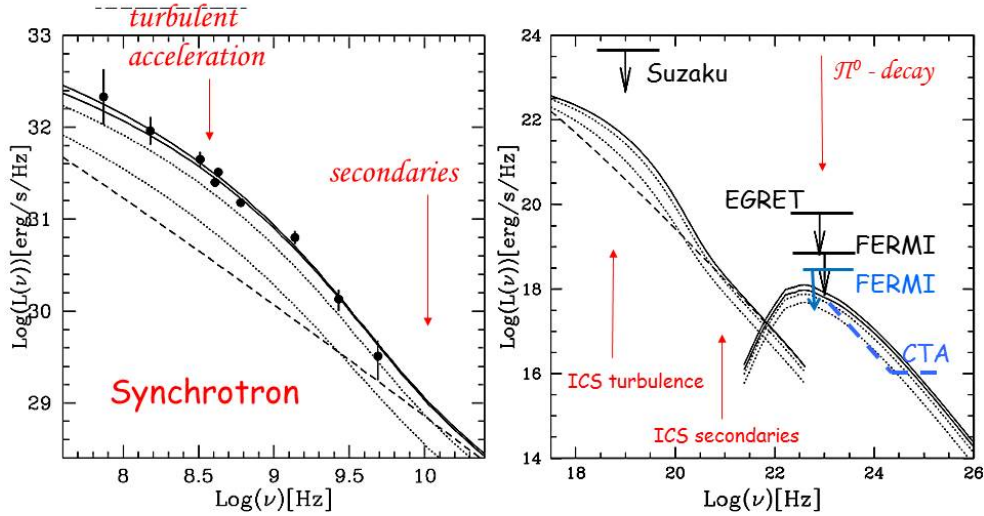 turbulent
acceleration
secondaries
Synchrotron
33
32
31
30
29
8
8.5
9
9.5
10
Log(ν)[Hz]
Log(L(ν))[erg/s/Hz]
Suzaku
Π⁰ - decay
EGRET
FERMI
FERMI
CTA
ICS turbulence
ICS secondaries
24
22
20
18
16
14
20
22
24
26
Log(ν)[Hz]
Log(L(ν))[erg/s/Hz]